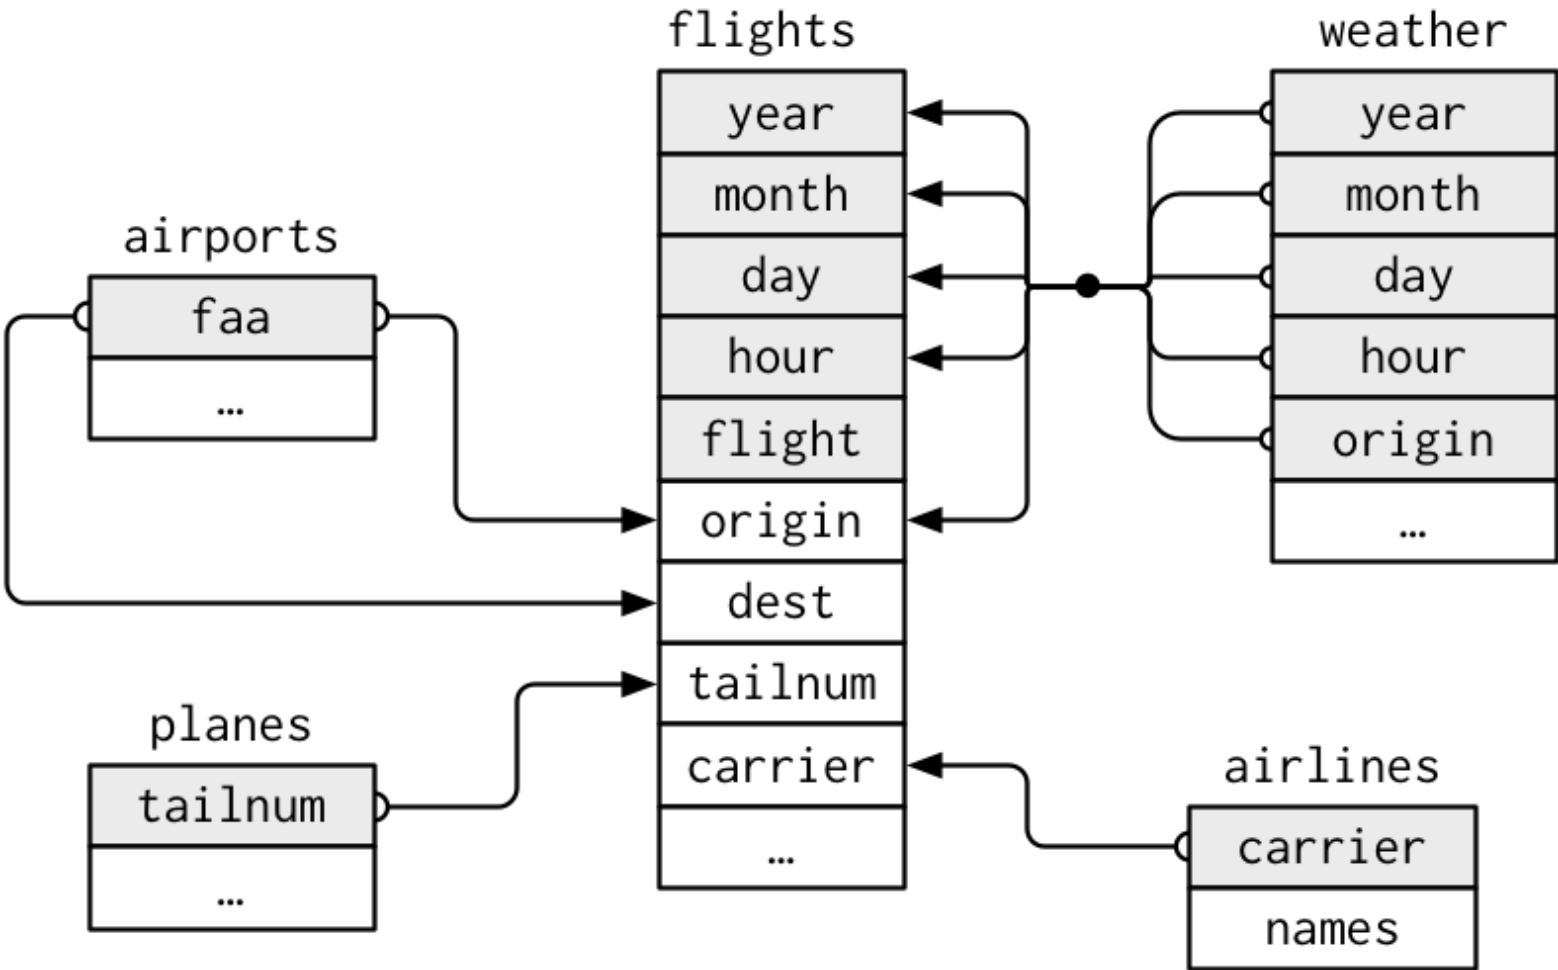 flights
year
month
day
hour
flight
origin
dest
tailnum
carrier
…
weather
year
month
day
hour
origin
…
airports
faa
…
planes
tailnum
…
airlines
carrier
names